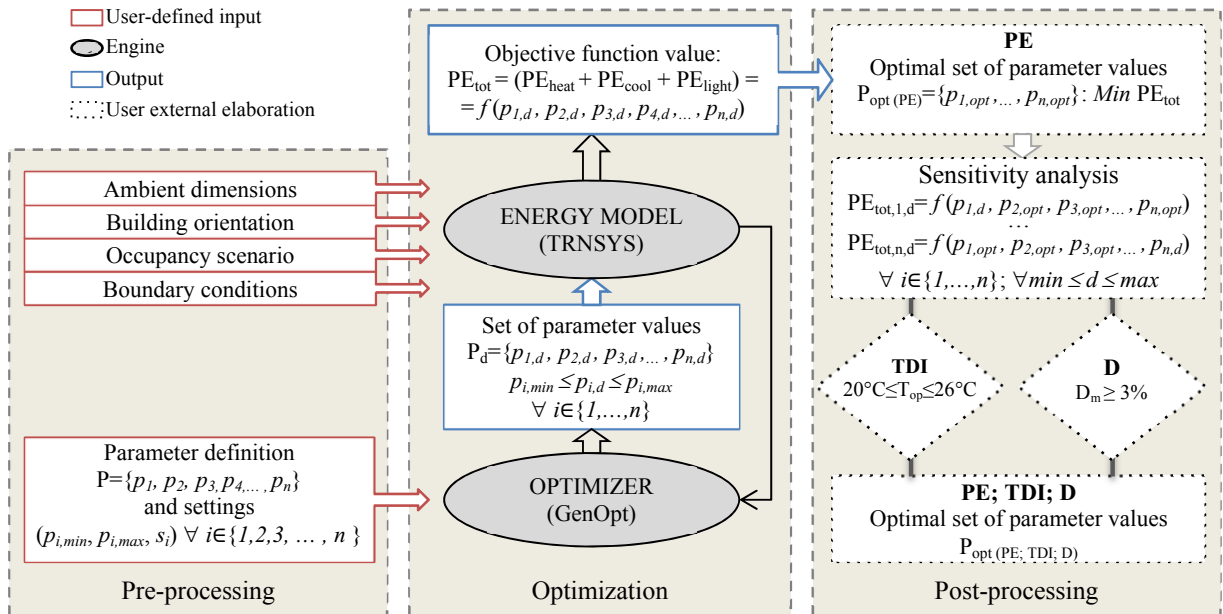 User-defined input
Engine
Output
User external elaboration
Ambient dimensions
Building orientation
Occupancy scenario
Boundary conditions
Parameter definition
P={p1, p2, p3, p4,..., pn}
and settings
(pi,min, pi,max, si) ∀ i∈{1,2,3, ... , n }
Pre-processing
Objective function value:
PEtot = (PEheat + PEcool + PElight) =
= f (p1,d , p2,d , p3,d , p4,d ,..., pn,d )
ENERGY MODEL
(TRNSYS)
Set of parameter values
Pd={p1,d , p2,d , p3,d ,... , pn,d}
pi,min ≤ pi,d ≤ pi,max
∀ i∈{1,...,n}
OPTIMIZER
(GenOpt)
Optimization
PE
Optimal set of parameter values
Popt (PE)={p1,opt ,... , pn,opt}: Min PEtot
Sensitivity analysis
PEtot,1,d= f (p1,d , p2,opt , p3,opt ,... , pn,opt)
...
PEtot,n,d= f (p1,opt , p2,opt , p3,opt ,... , pn,d)
∀ i∈{1,...,n}; ∀min ≤ d ≤ max
TDI
20°C≤Top≤26°C
D
Dm ≥ 3%
PE; TDI; D
Optimal set of parameter values
Popt (PE; TDI; D)
Post-processing